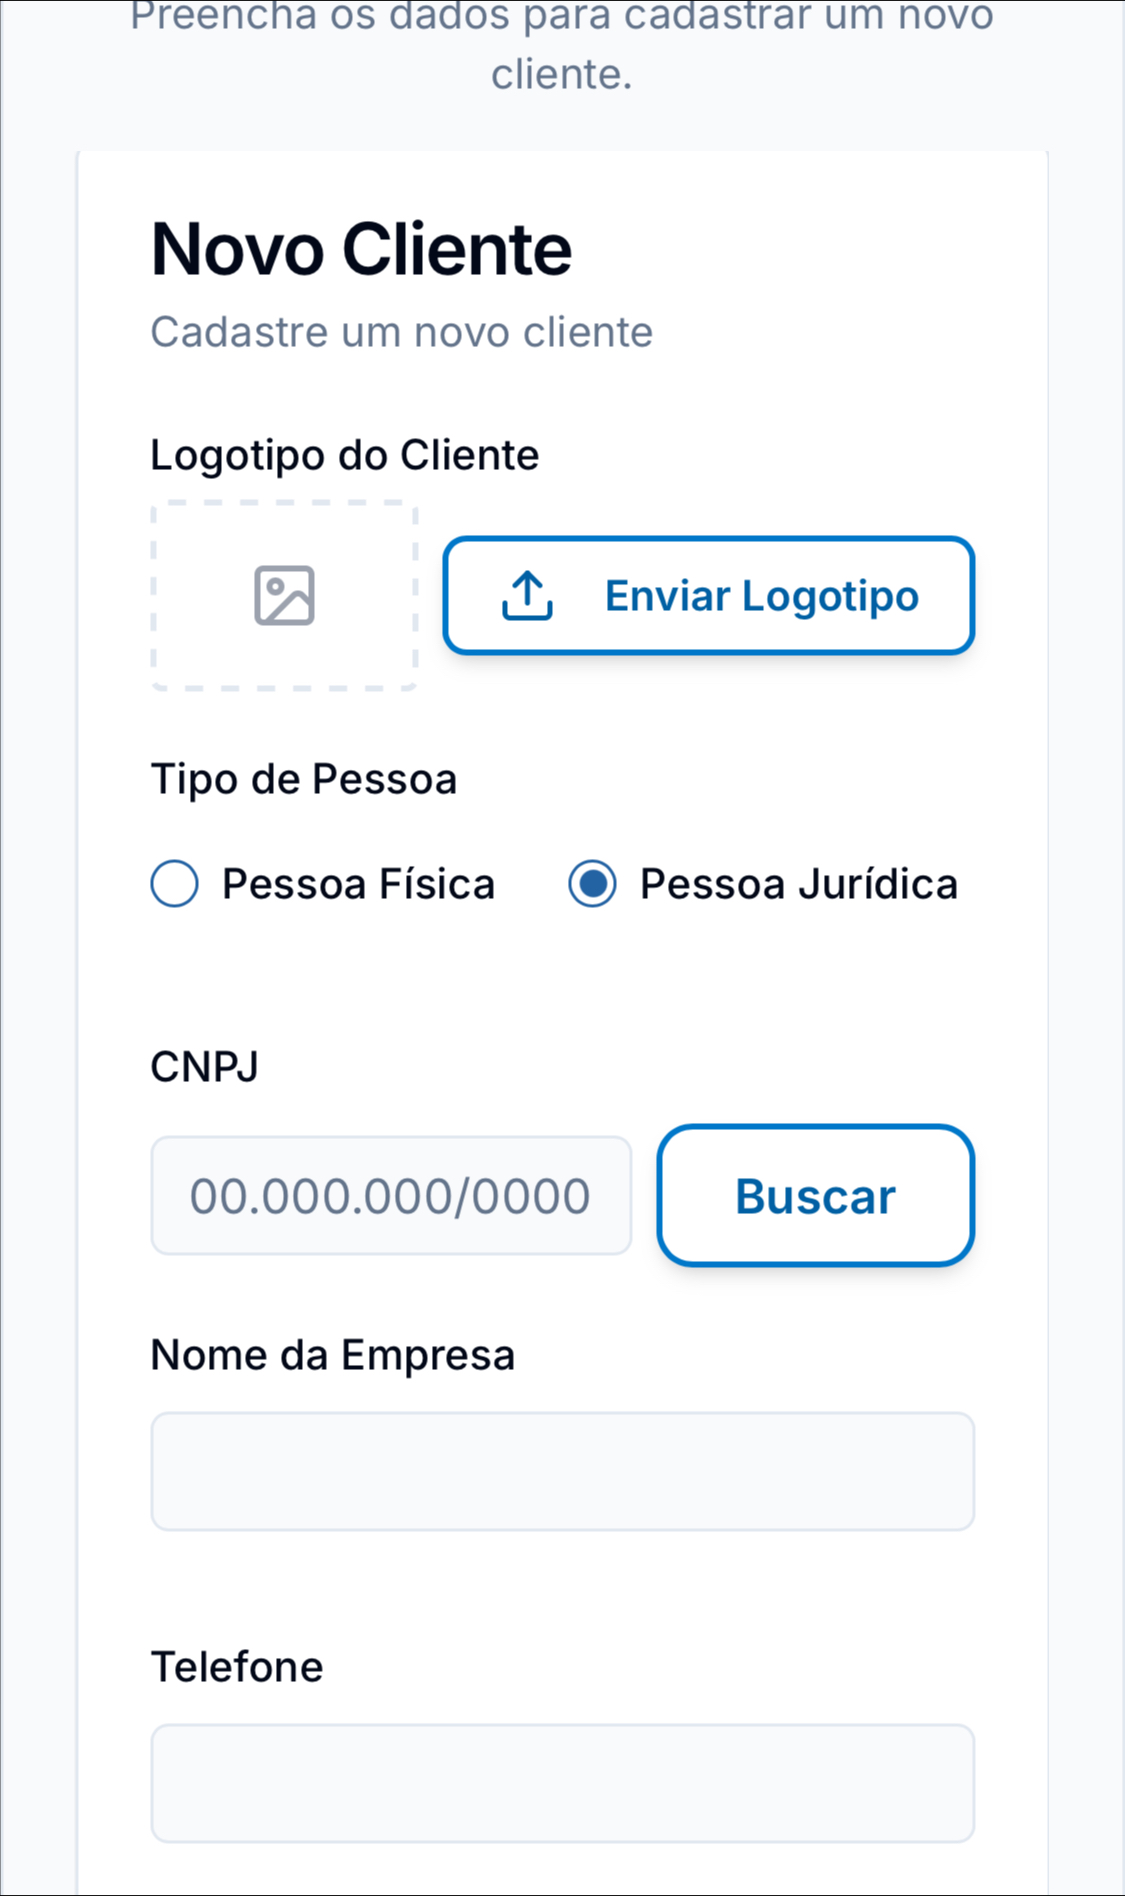 Preencha os dados para cadastrar um novo
cliente.
Novo Cliente
Cadastre um novo cliente
Logotipo do Cliente
Enviar Logotipo
Tipo de Pessoa
Pessoa Física
Pessoa Jurídica
CNPJ
00.000.000/0000
Buscar
Nome da Empresa
Telefone